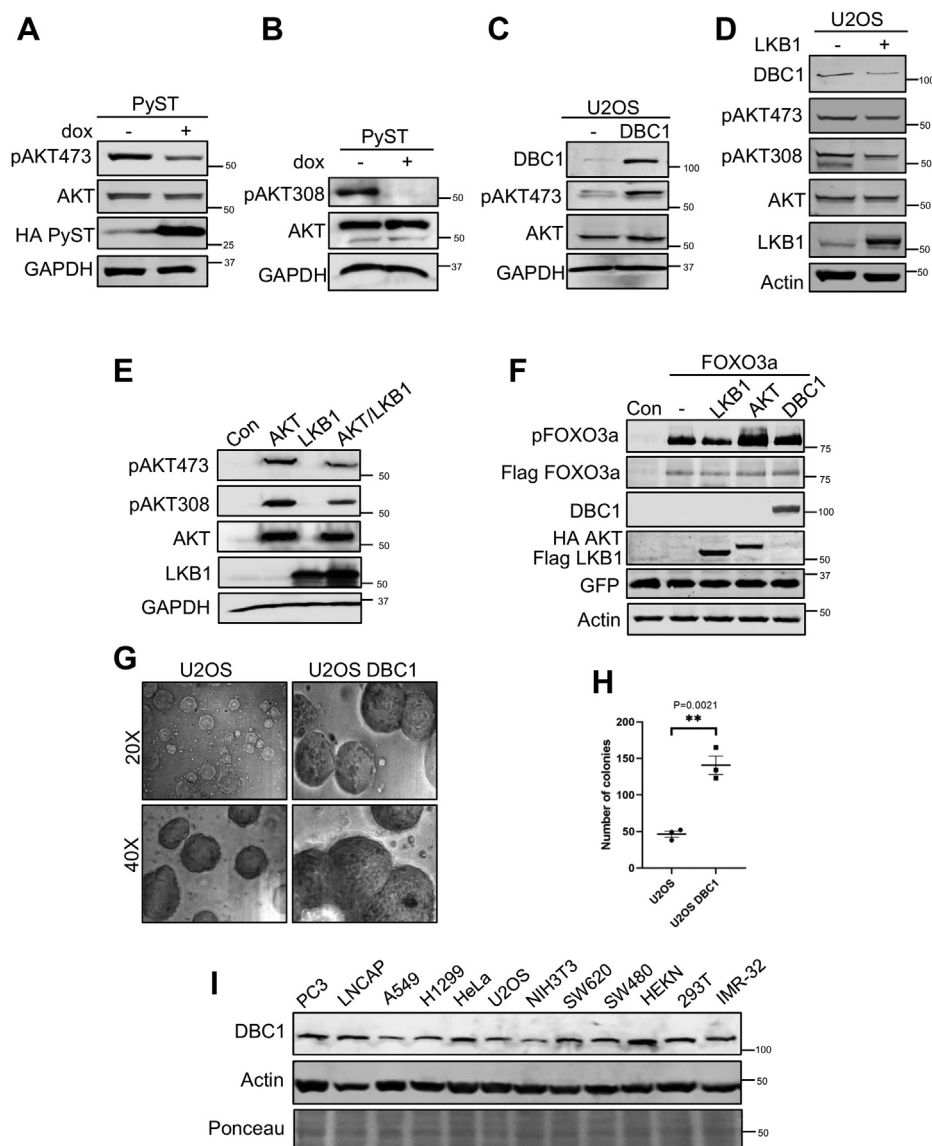 A
PyST
dox - +
pAKT473
50
AKT
50
HA PyST
25
GAPDH
37
B
PyST
dox - +
pAKT308
50
AKT
50
GAPDH
37
C
U2OS
- DBC1
DBC1
100
pAKT473
50
AKT
50
GAPDH
37
D
U2OS
LKB1 - +
DBC1
100
pAKT473
50
pAKT308
50
AKT
50
LKB1
50
Actin
50
E
Con AKT LKB1 AKT/LKB1
pAKT473
50
pAKT308
50
AKT
50
LKB1
50
GAPDH
37
F
FOXO3a
Con - LKB1 AKT DBC1
pFOXO3a
75
Flag FOXO3a
75
DBC1
100
HA AKT
Flag LKB1
50
GFP
37
Actin
50
G
U2OS U2OS DBC1
20X
40X
H
P=0.0021
**
Number of colonies
200
150
100
50
0
U2OS
U2OS DBC1
I
PC3 LNCAP A549 H1299 HeLa U2OS NIH3T3 SW620 SW480 HEKN 293T IMR-32
DBC1
100
Actin
50
Ponceau
50